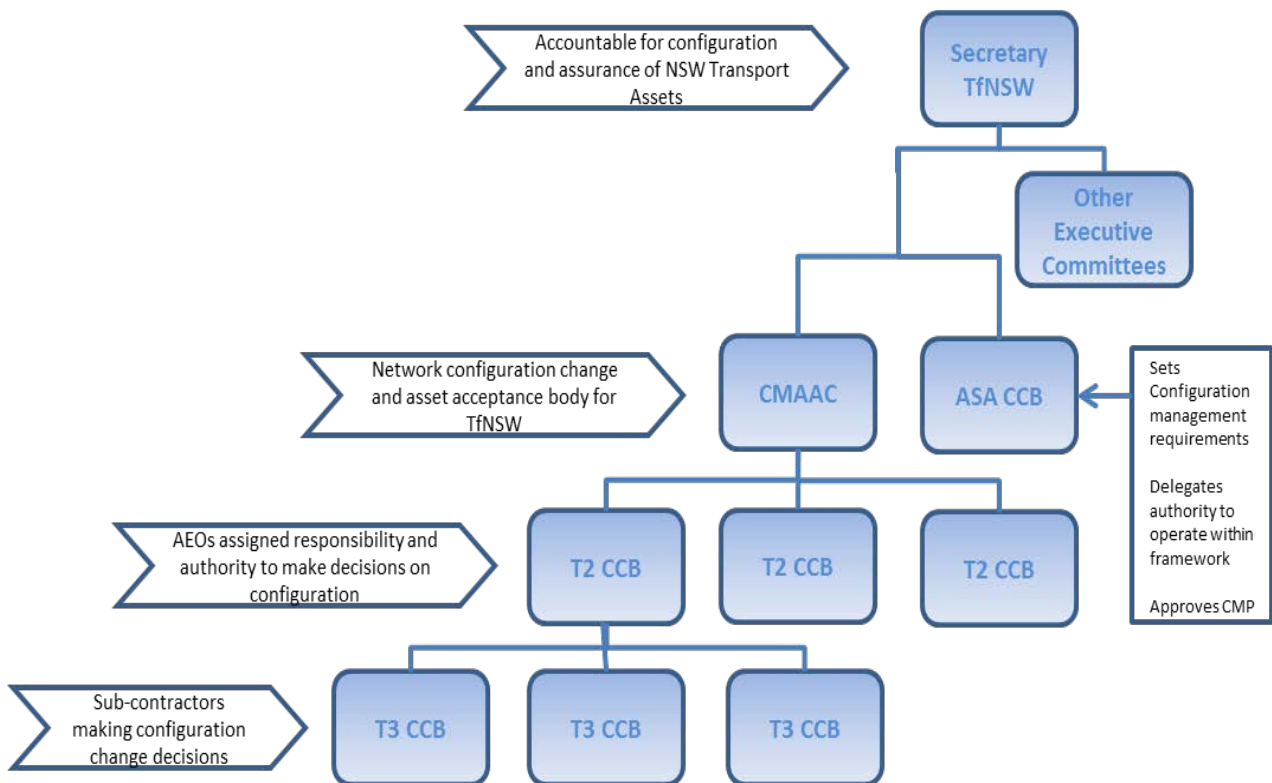 Accountable for configuration
and assurance of NSW Transport
Assets
Secretary
TfNSW
Other
Executive
Committees
Network configuration change
and asset acceptance body for
TfNSW
CMAAC
ASA CCB
Sets
Configuration
management
requirements
Delegates
authority to
operate within
framework
Approves CMP
AEOs assigned responsibility and
authority to make decisions on
configuration
T2 CCB
T2 CCB
T2 CCB
Sub-contractors
making configuration
change decisions
T3 CCB
T3 CCB
T3 CCB